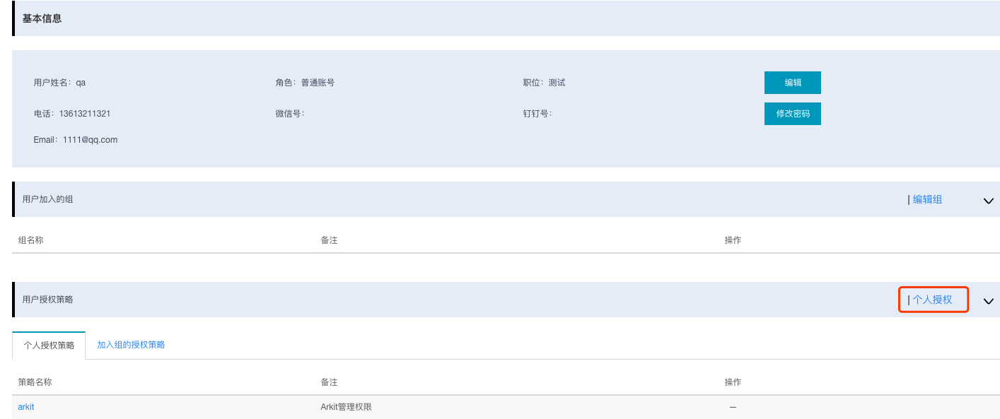 基本信息
用户姓名：qa 角色：普通账号 职位：测试 编辑
电话：13613211321 微信号： 钉钉号： 修改密码
Email：1111@qq.com
用户加入的组 | 编辑组
组名称 备注 操作
用户授权策略 | 个人授权
个人授权策略 加入组的授权策略
策略名称 备注 操作
arkit Arkit管理权限 —